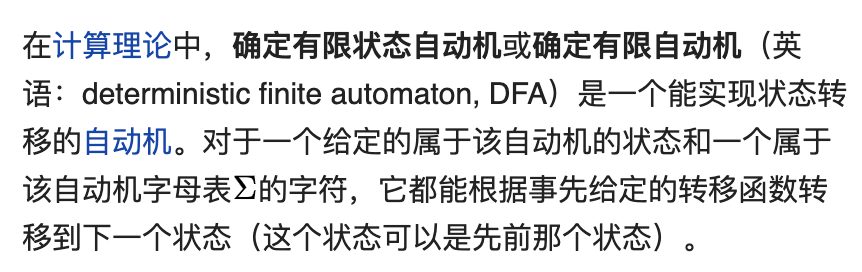 在计算理论中，确定有限状态自动机或确定有限自动机（英
语：deterministic finite automaton, DFA）是一个能实现状态转
移的自动机。对于一个给定的属于该自动机的状态和一个属于
该自动机字母表Σ的字符，它都能根据事先给定的转移函数转
移到下一个状态（这个状态可以是先前那个状态）。